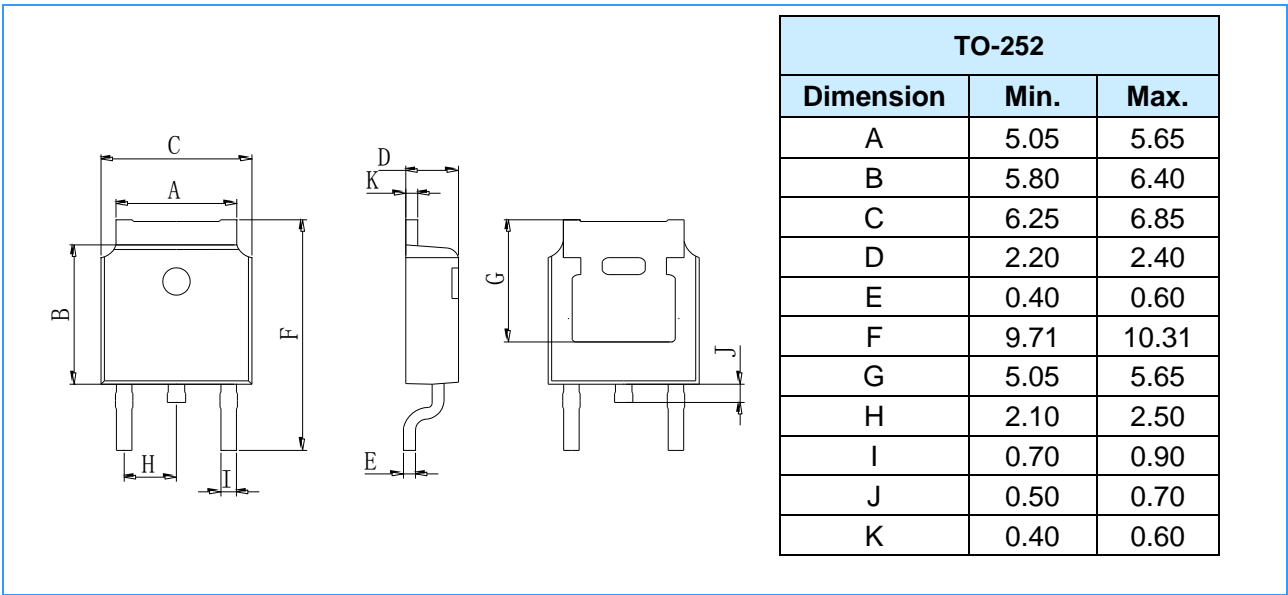 C
A
B
F
H
I
D
K
E
G
J
TO-252
Dimension Min. Max.
A 5.05 5.65
B 5.80 6.40
C 6.25 6.85
D 2.20 2.40
E 0.40 0.60
F 9.71 10.31
G 5.05 5.65
H 2.10 2.50
I 0.70 0.90
J 0.50 0.70
K 0.40 0.60